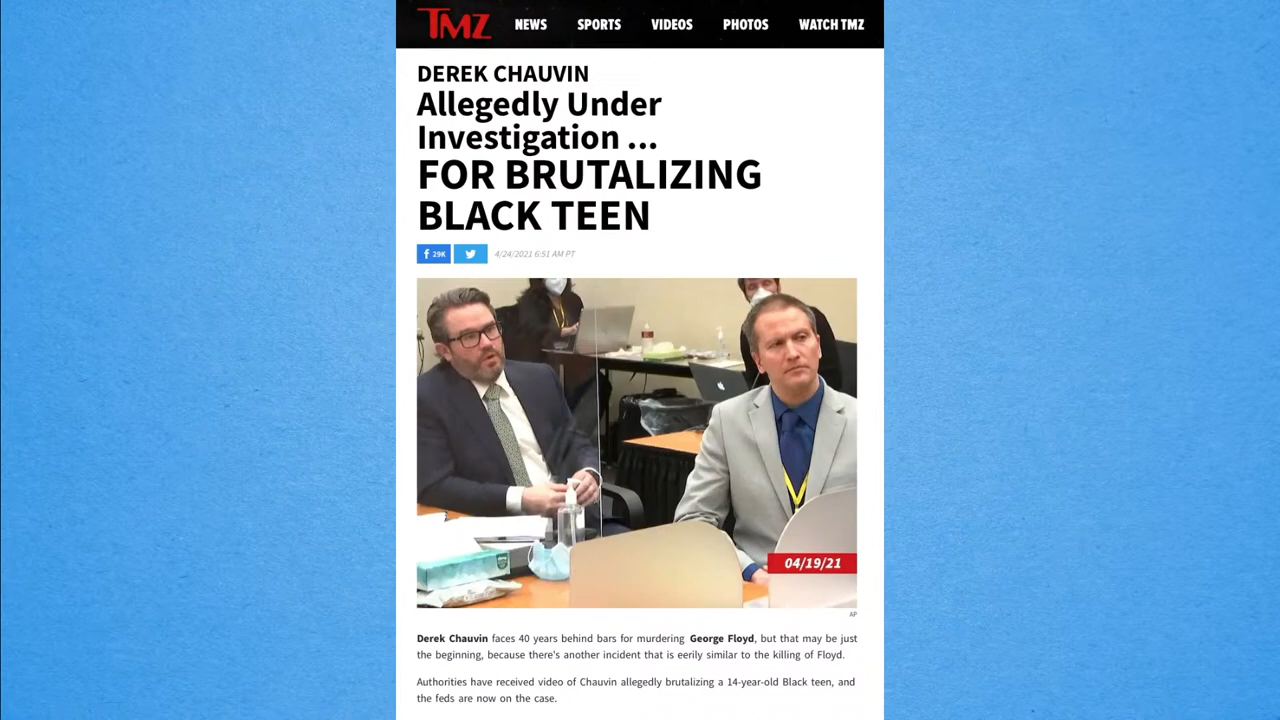 TMZ NEWS SPORTS VIDEOS PHOTOS WATCH TMZ
DEREK CHAUVIN
Allegedly Under
Investigation ...
FOR BRUTALIZING
BLACK TEEN
29K 4/24/2021 6:51 AM PT
04/19/21
AP
Derek Chauvin faces 40 years behind bars for murdering George Floyd, but that may be just
the beginning, because there's another incident that is eerily similar to the killing of Floyd.
Authorities have received video of Chauvin allegedly brutalizing a 14-year-old Black teen, and
the feds are now on the case.